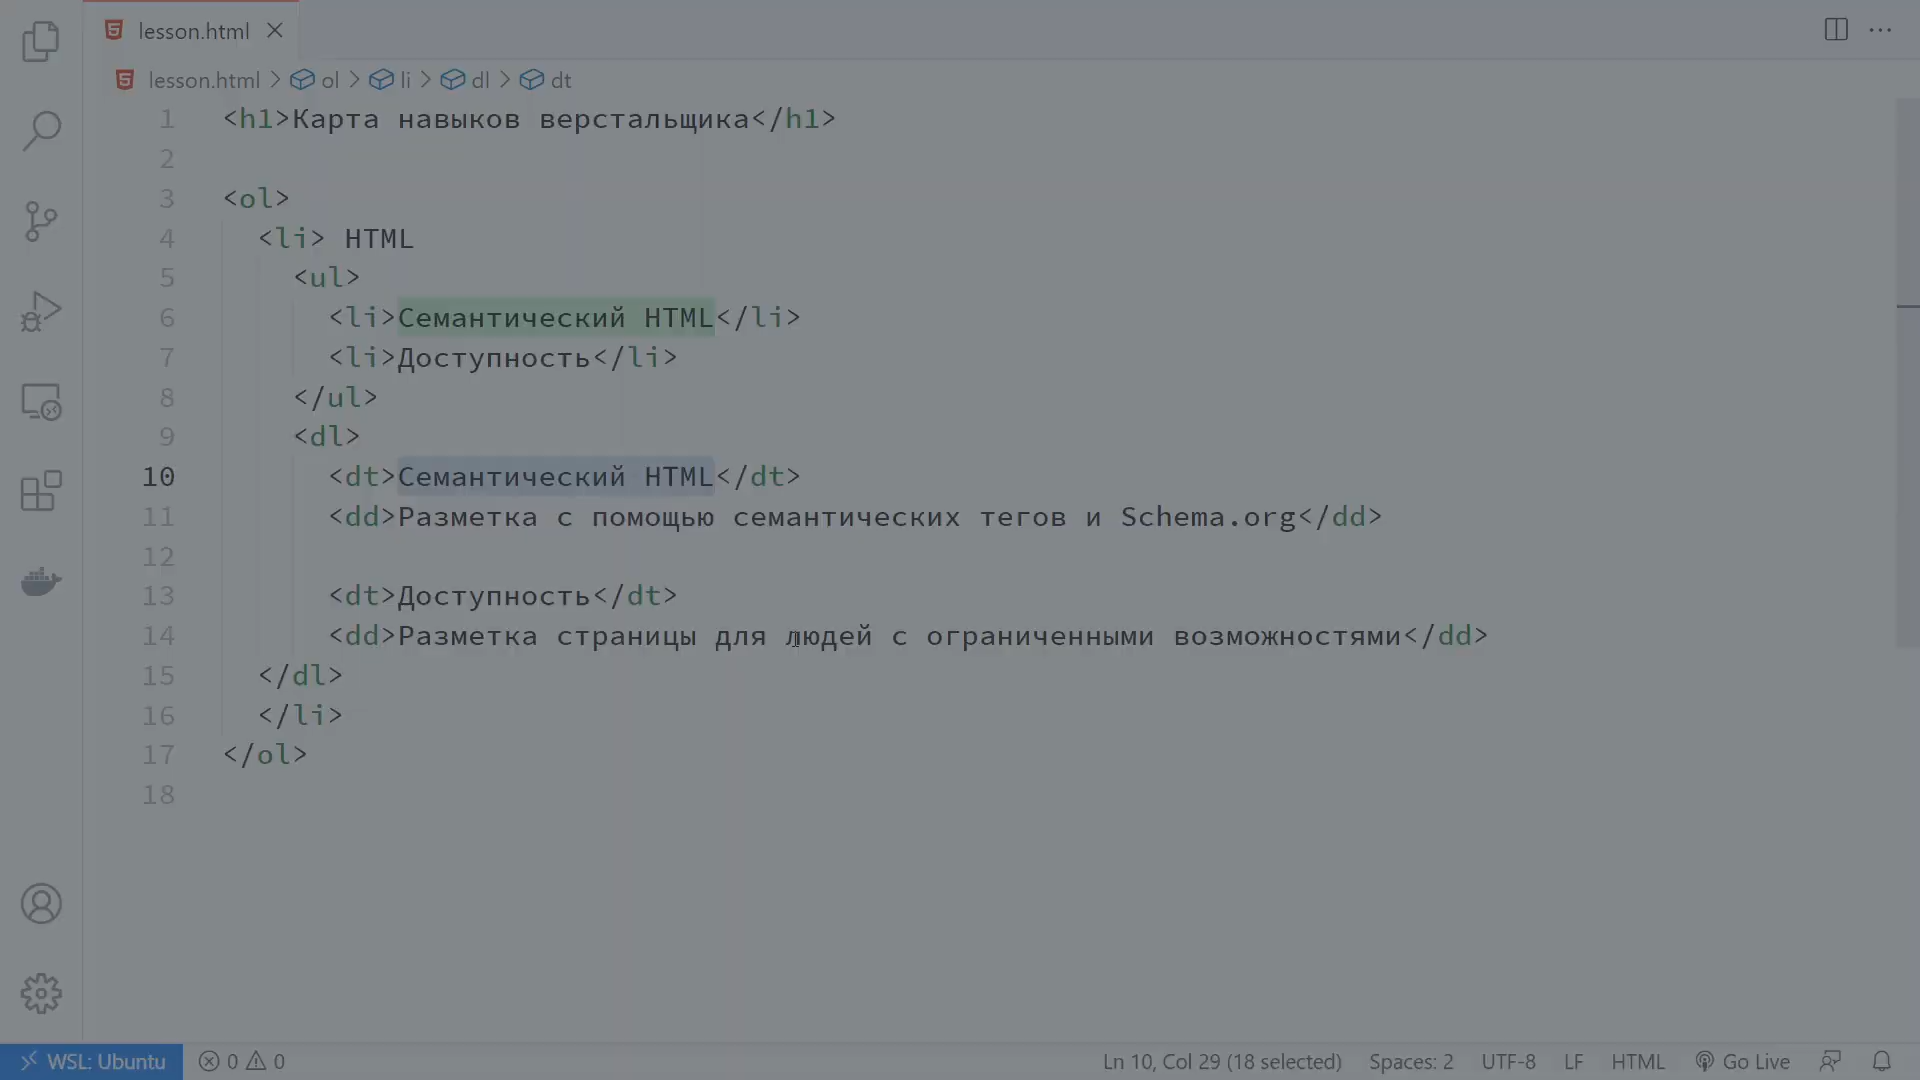 lesson.html
lesson.html > ol > li > dl > dt
1 <h1>Карта навыков верстальщика</h1>
2
3 <ol>
4 <li> HTML
5 <ul>
6 <li>Семантический HTML</li>
7 <li>Доступность</li>
8 </ul>
9 <dl>
10 <dt>Семантический HTML</dt>
11 <dd>Разметка с помощью семантических тегов и Schema.org</dd>
12
13 <dt>Доступность</dt>
14 <dd>Разметка страницы для людей с ограниченными возможностями</dd>
15 </dl>
16 </li>
17 </ol>
18
WSL: Ubuntu 0 0 Ln 10, Col 29 (18 selected) Spaces: 2 UTF-8 LF HTML Go Live